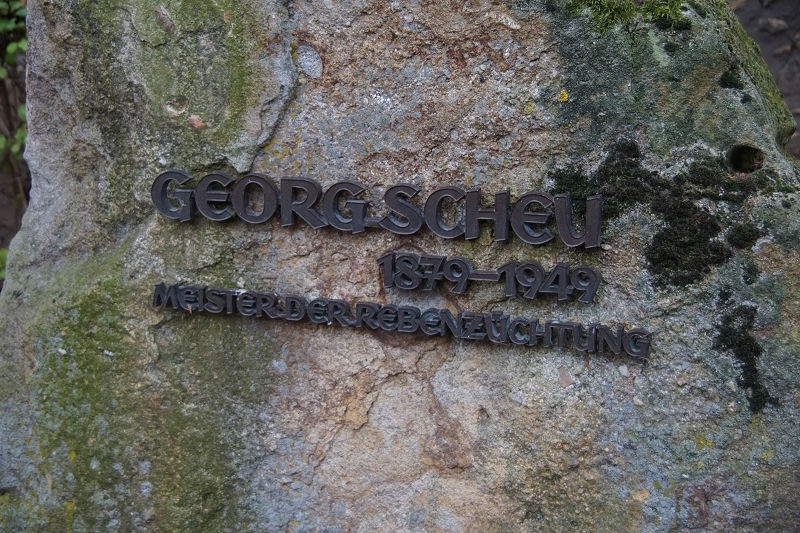 GEORG SCHEU
1879-1949
MEISTER DER REBENZÜCHTUNG